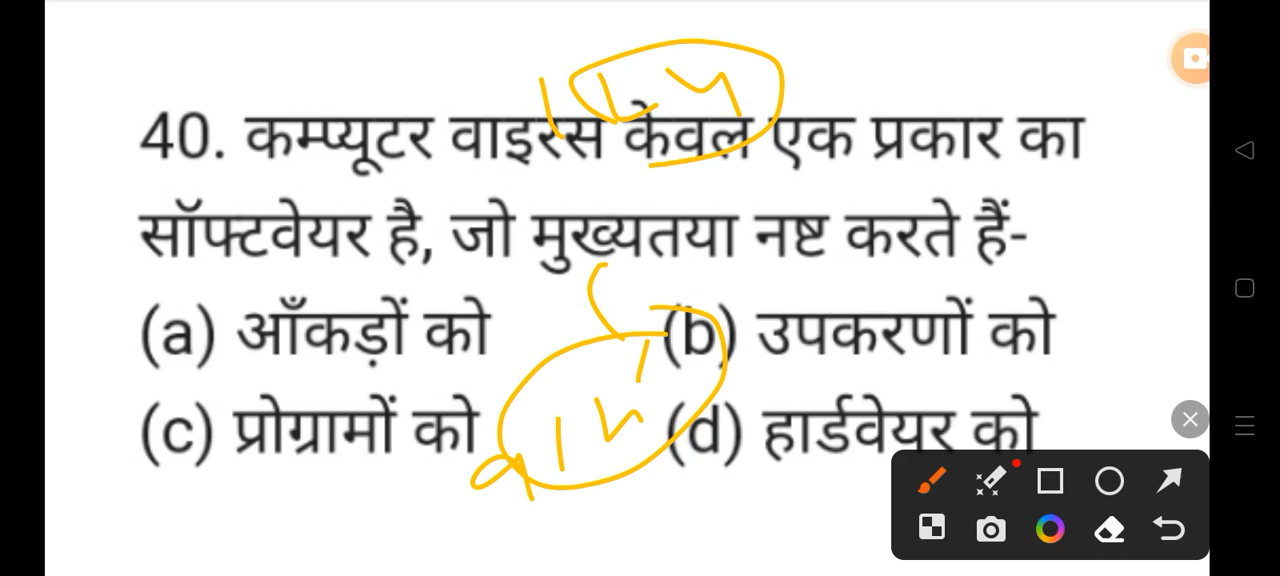 40. कम्प्यूटर वाइरस केवल एक प्रकार का
सॉफ्टवेयर है, जो मुख्यतया नष्ट करते हैं-
(a) आँकड़ों को (b) उपकरणों को
(c) प्रोग्रामों को (d) हार्डवेयर को